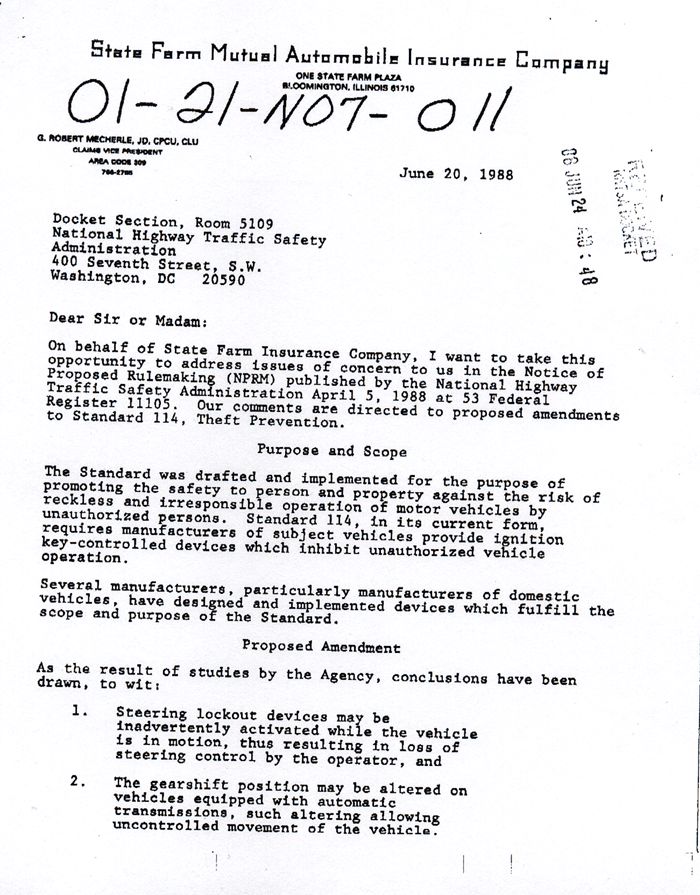 State Farm Mutual Automobile Insurance Company
ONE STATE FARM PLAZA
BLOOMINGTON, ILLINOIS 61710
01-21-N07-011
G. ROBERT MECHERLE, JD, CPCU, CLU
CLAIMS VICE PRESIDENT
AREA CODE 309
766-2765
June 20, 1988
88 JUN 24 : 48
RECEIVED
Docket Section, Room 5109
National Highway Traffic Safety
Administration
400 Seventh Street, S.W.
Washington, DC 20590
Dear Sir or Madam:
On behalf of State Farm Insurance Company, I want to take this
opportunity to address issues of concern to us in the Notice of
Proposed Rulemaking (NPRM) published by the National Highway
Traffic Safety Administration April 5, 1988 at 53 Federal
Register 11105. Our comments are directed to proposed amendments
to Standard 114, Theft Prevention.
Purpose and Scope
The Standard was drafted and implemented for the purpose of
promoting the safety to person and property against the risk of
reckless and irresponsible operation of motor vehicles by
unauthorized persons. Standard 114, in its current form,
requires manufacturers of subject vehicles provide ignition
key-controlled devices which inhibit unauthorized vehicle
operation.
Several manufacturers, particularly manufacturers of domestic
vehicles, have designed and implemented devices which fulfill the
scope and purpose of the Standard.
Proposed Amendment
As the result of studies by the Agency, conclusions have been
drawn, to wit:
1. Steering lockout devices may be
inadvertently activated while the vehicle
is in motion, thus resulting in loss of
steering control by the operator, and
2. The gearshift position may be altered on
vehicles equipped with automatic
transmissions, such altering allowing
uncontrolled movement of the vehicle.